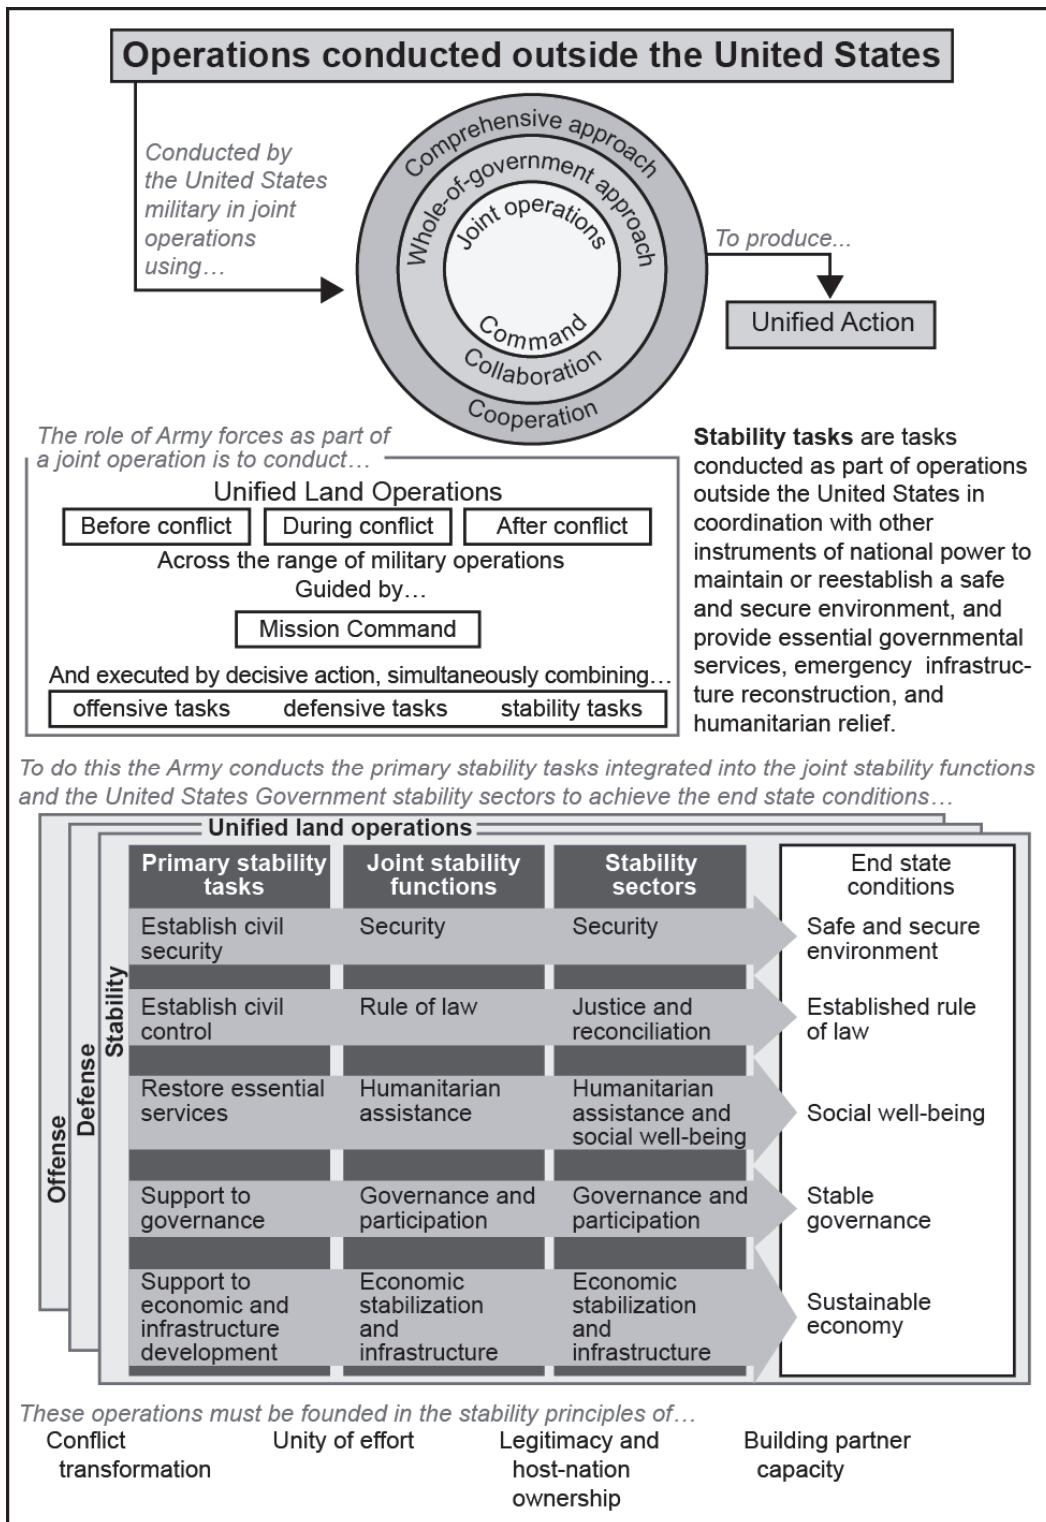 Operations conducted outside the United States
Conducted by
the United States
military in joint
operations
using…
Comprehensive approach
Whole-of-government approach
Joint operations
Command
Collaboration
Cooperation
To produce...
Unified Action
The role of Army forces as part of
a joint operation is to conduct…
Unified Land Operations
Before conflict
During conflict
After conflict
Across the range of military operations
Guided by…
Mission Command
And executed by decisive action, simultaneously combining…
offensive tasks defensive tasks stability tasks
Stability tasks are tasks
conducted as part of operations
outside the United States in
coordination with other
instruments of national power to
maintain or reestablish a safe
and secure environment, and
provide essential governmental
services, emergency infrastruc-
ture reconstruction, and
humanitarian relief.
To do this the Army conducts the primary stability tasks integrated into the joint stability functions
and the United States Government stability sectors to achieve the end state conditions…
Unified land operations
Offense
Defense
Stability
Primary stability
tasks
Joint stability
functions
Stability
sectors
End state
conditions
Establish civil
security
Security
Security
Safe and secure
environment
Establish civil
control
Rule of law
Justice and
reconciliation
Established rule
of law
Restore essential
services
Humanitarian
assistance
Humanitarian
assistance and
social well-being
Social well-being
Support to
governance
Governance and
participation
Governance and
participation
Stable
governance
Support to
economic and
infrastructure
development
Economic
stabilization
and
infrastructure
Economic
stabilization
and
infrastructure
Sustainable
economy
These operations must be founded in the stability principles of…
Conflict
transformation
Unity of effort
Legitimacy and
host-nation
ownership
Building partner
capacity